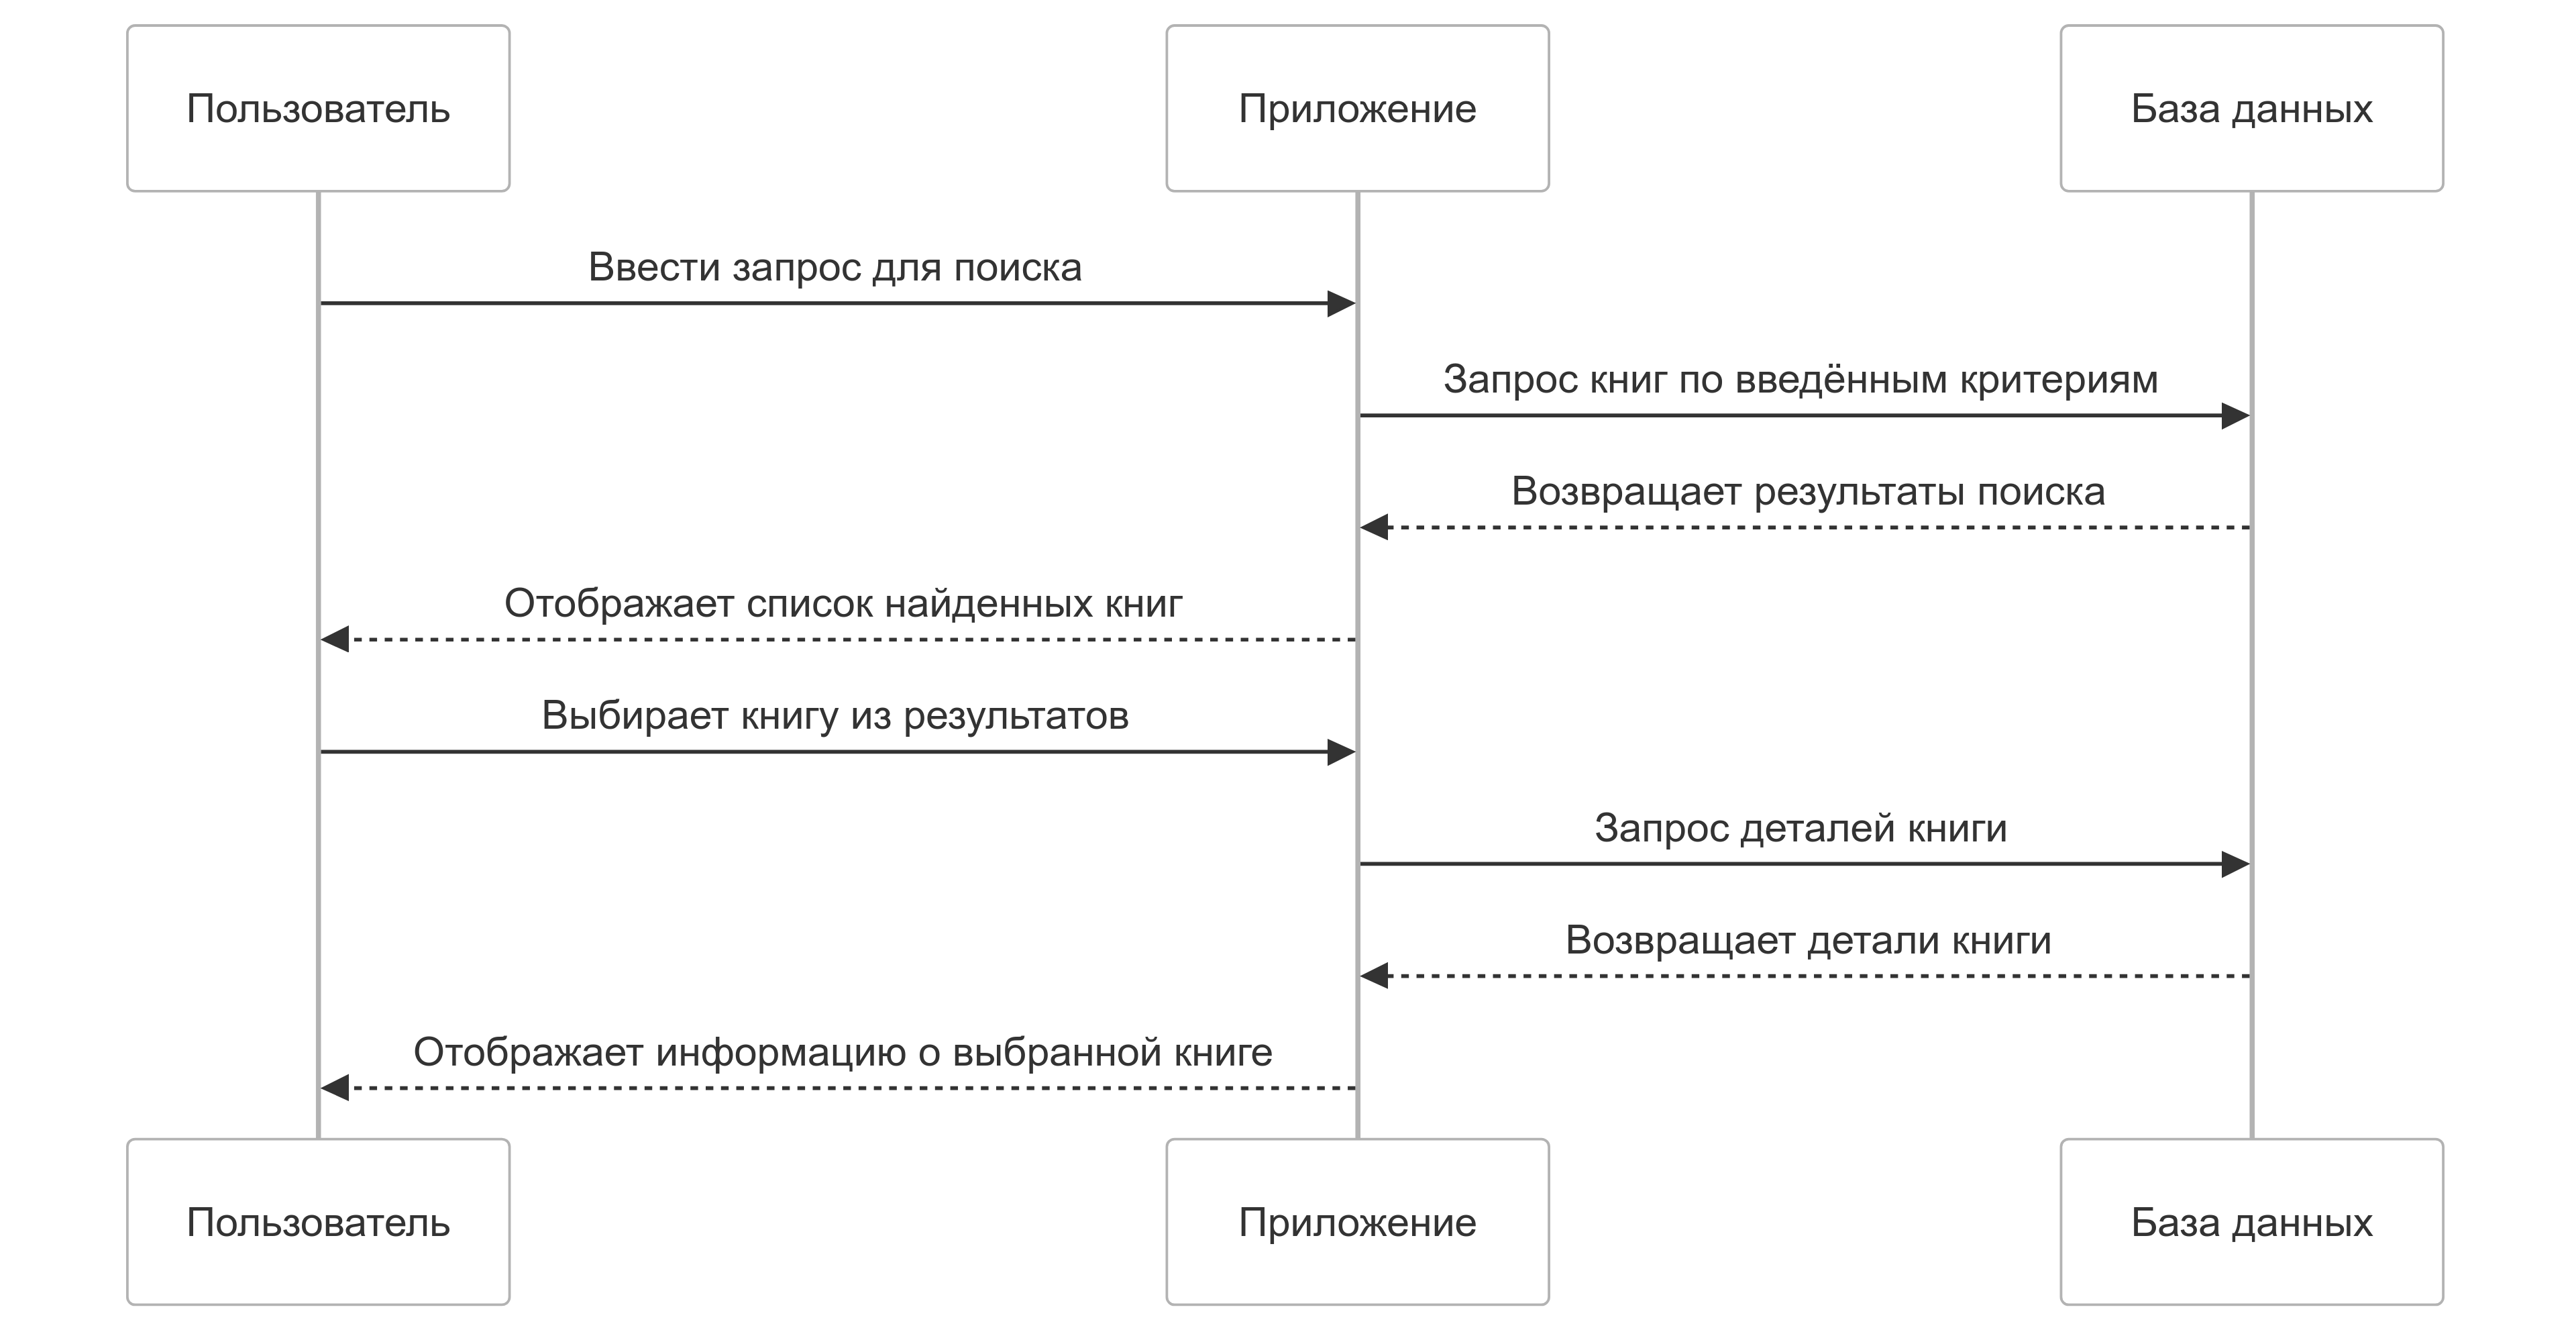 Пользователь
Приложение
База данных
Ввести запрос для поиска
Запрос книг по введённым критериям
Возвращает результаты поиска
Отображает список найденных книг
Выбирает книгу из результатов
Запрос деталей книги
Возвращает детали книги
Отображает информацию о выбранной книге
Пользователь
Приложение
База данных